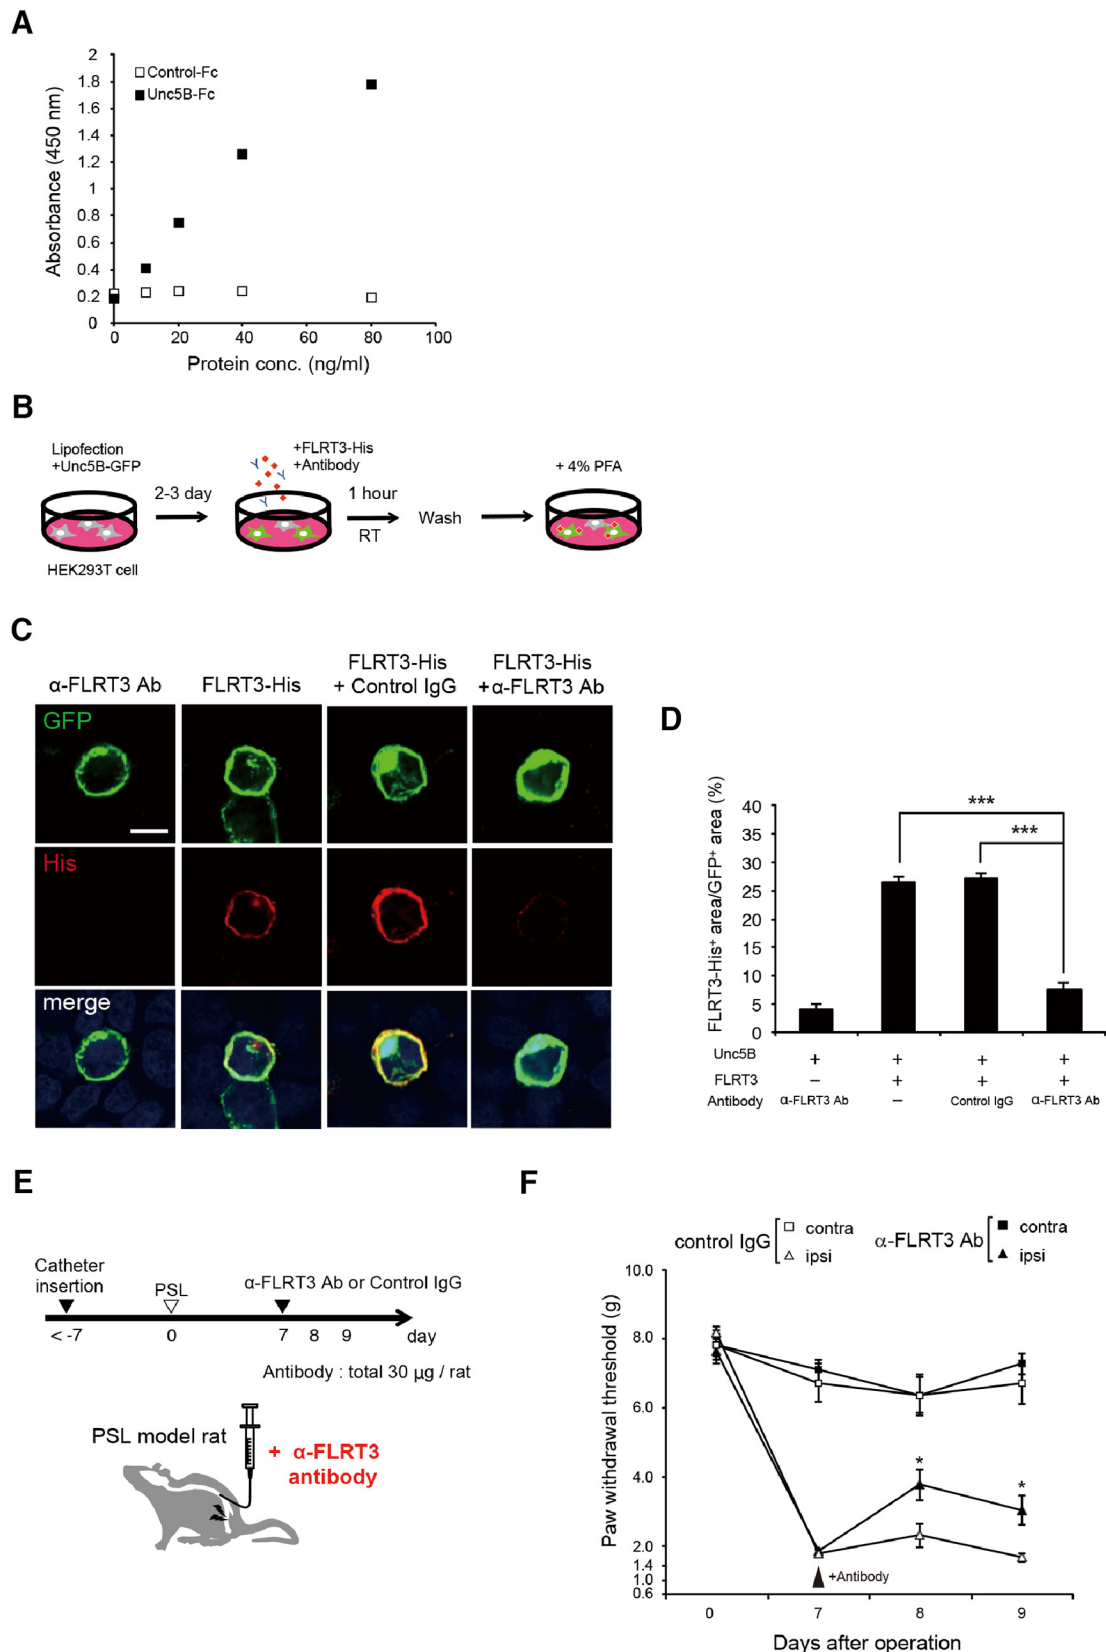 A
Absorbance (450 nm)
2
1.8
1.6
1.4
1.2
1
0.8
0.6
0.4
0.2
0
Control-Fc
Unc5B-Fc
0 20 40 60 80 100
Protein conc. (ng/ml)
B
Lipofection
+Unc5B-GFP
HEK293T cell
2-3 day
+FLRT3-His
+Antibody
1 hour
RT
Wash
+ 4% PFA
C
α-FLRT3 Ab
FLRT3-His
FLRT3-His
+ Control IgG
FLRT3-His
+α-FLRT3 Ab
GFP
His
merge
D
FLRT3-His⁺ area/GFP⁺ area (%)
40
35
30
25
20
15
10
5
0
***
***
Unc5B + + + +
FLRT3 – + + +
Antibody α-FLRT3 Ab – Control IgG α-FLRT3 Ab
E
Catheter
insertion
PSL
α-FLRT3 Ab or Control IgG
< -7 0 7 8 9 day
Antibody : total 30 µg / rat
PSL model rat
+ α-FLRT3
antibody
F
control IgG
contra
ipsi
α-FLRT3 Ab
contra
ipsi
Paw withdrawal threshold (g)
10.0
8.0
6.0
4.0
2.0
1.4
1.0
0.6
*
*
+Antibody
0 7 8 9
Days after operation